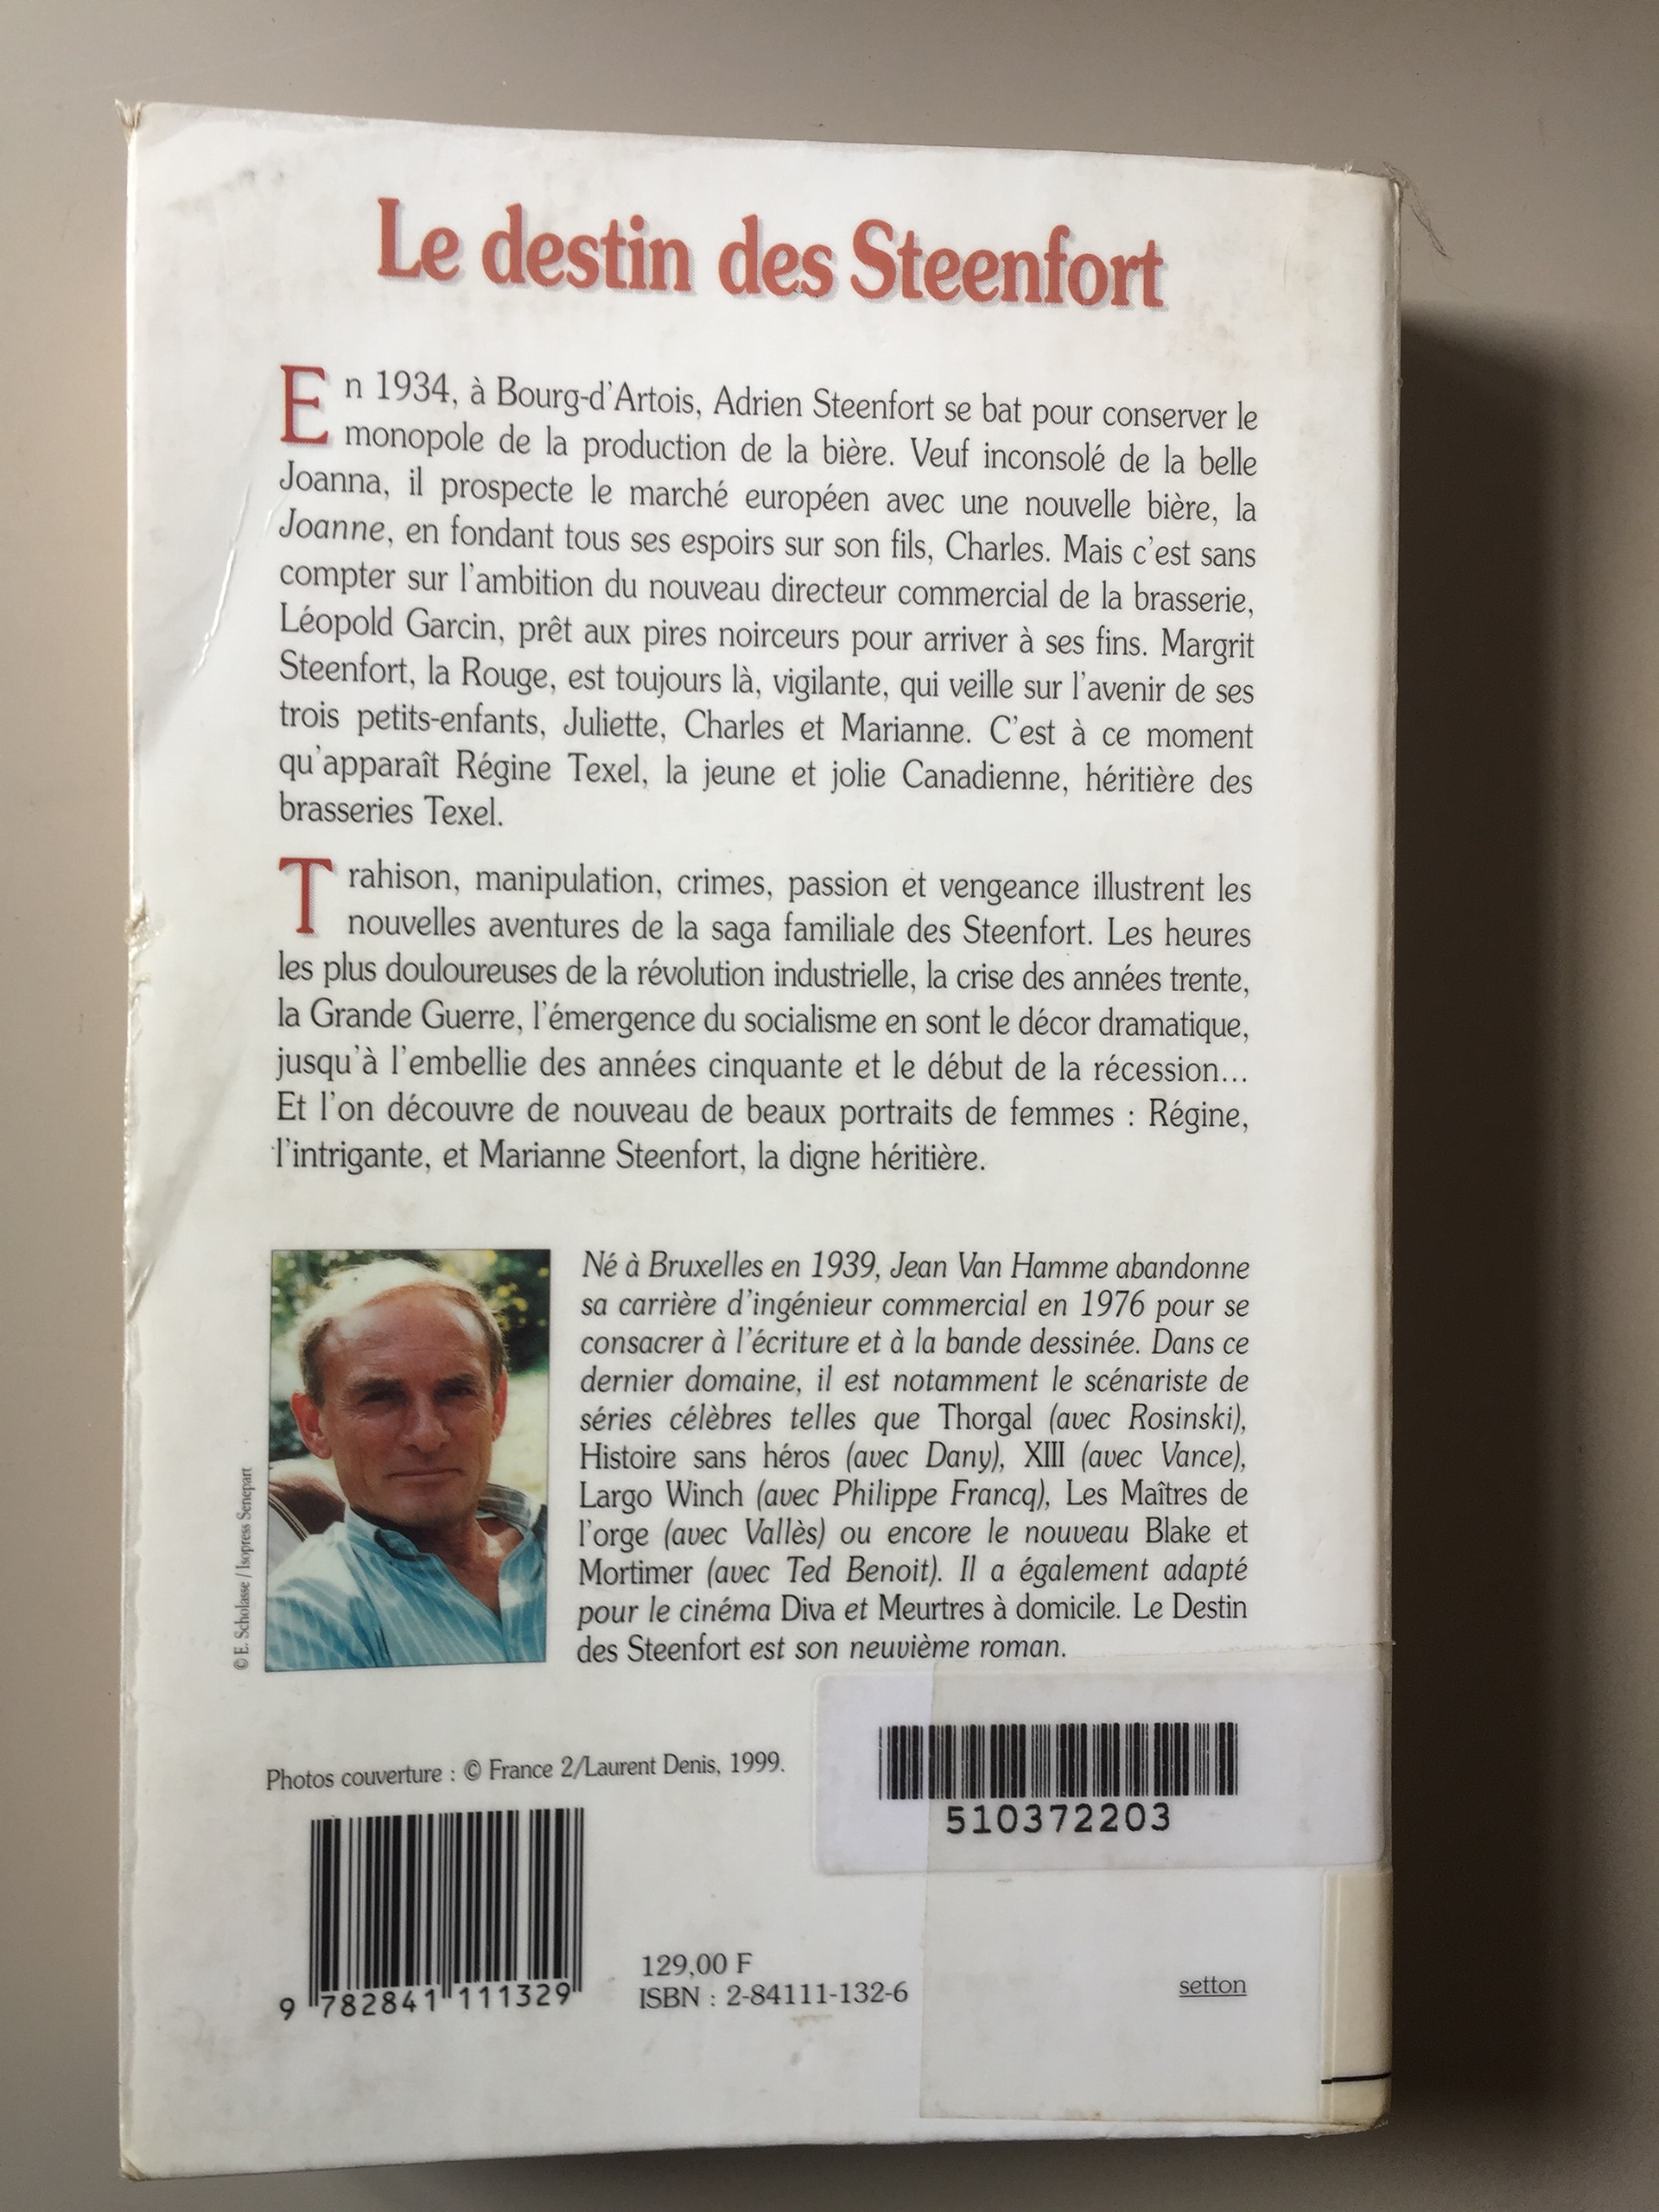 Le destin des Steenfort
En 1934, à Bourg-d'Artois, Adrien Steenfort se bat pour conserver le
monopole de la production de la bière. Veuf inconsolé de la belle
Joanna, il prospecte le marché européen avec une nouvelle bière, la
Joanne, en fondant tous ses espoirs sur son fils, Charles. Mais c'est sans
compter sur l'ambition du nouveau directeur commercial de la brasserie,
Léopold Garcin, prêt aux pires noirceurs pour arriver à ses fins. Margrit
Steenfort, la Rouge, est toujours là, vigilante, qui veille sur l'avenir de ses
trois petits-enfants, Juliette, Charles et Marianne. C'est à ce moment
qu'apparaît Régine Texel, la jeune et jolie Canadienne, héritière des
brasseries Texel.
Trahison, manipulation, crimes, passion et vengeance illustrent les
nouvelles aventures de la saga familiale des Steenfort. Les heures
les plus douloureuses de la révolution industrielle, la crise des années trente,
la Grande Guerre, l'émergence du socialisme en sont le décor dramatique,
jusqu'à l'embellie des années cinquante et le début de la récession...
Et l'on découvre de nouveau de beaux portraits de femmes : Régine,
l'intrigante, et Marianne Steenfort, la digne héritière.
© E. Scholasse / Isopress Senepart
Né à Bruxelles en 1939, Jean Van Hamme abandonne
sa carrière d'ingénieur commercial en 1976 pour se
consacrer à l'écriture et à la bande dessinée. Dans ce
dernier domaine, il est notamment le scénariste de
séries célèbres telles que Thorgal (avec Rosinski),
Histoire sans héros (avec Dany), XIII (avec Vance),
Largo Winch (avec Philippe Francq), Les Maîtres de
l'orge (avec Vallès) ou encore le nouveau Blake et
Mortimer (avec Ted Benoit). Il a également adapté
pour le cinéma Diva et Meurtres à domicile. Le Destin
des Steenfort est son neuvième roman.
Photos couverture : © France 2/Laurent Denis, 1999.
510372203
9 782841 111329
129,00 F
ISBN : 2-84111-132-6
setton